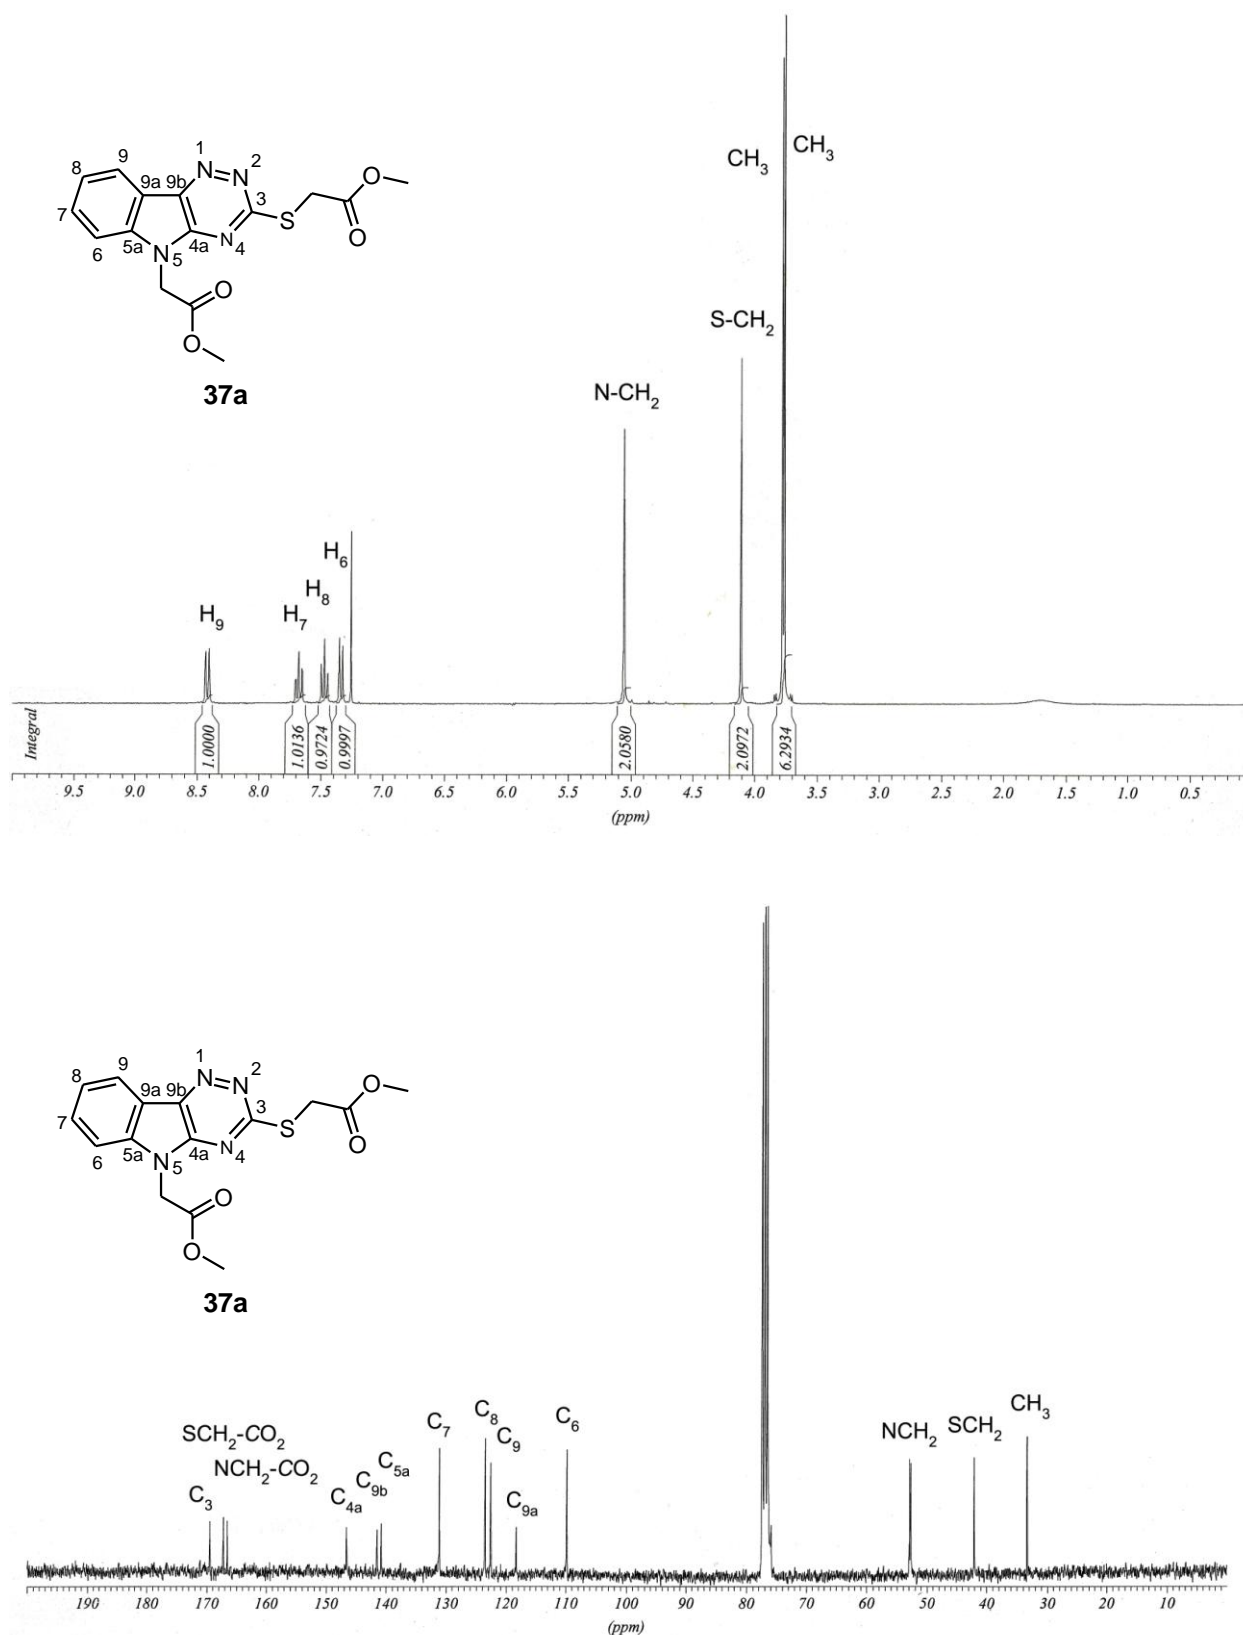 CH3
CH3
1
2
9
8
N
N
9a
9b
O
3
7
S
O
N
4
4a
5a
6
N
5
O
O
37a
S-CH2
N-CH2
H6
H8
H9
H7
Integral
1.0000
1.0136
0.9724
0.9997
2.0580
2.0972
6.2934
9.5 9.0 8.5 8.0 7.5 7.0 6.5 6.0 5.5 5.0 4.5 4.0 3.5 3.0 2.5 2.0 1.5 1.0 0.5
(ppm)
1
2
9
8
N
N
9a
9b
O
3
7
S
O
N
4
4a
5a
6
N
5
O
O
37a
SCH2-CO2
NCH2-CO2
C3
C4a
C9b
C5a
C7
C8
C9
C9a
C6
NCH2
SCH2
CH3
190 180 170 160 150 140 130 120 110 100 90 80 70 60 50 40 30 20 10
(ppm)